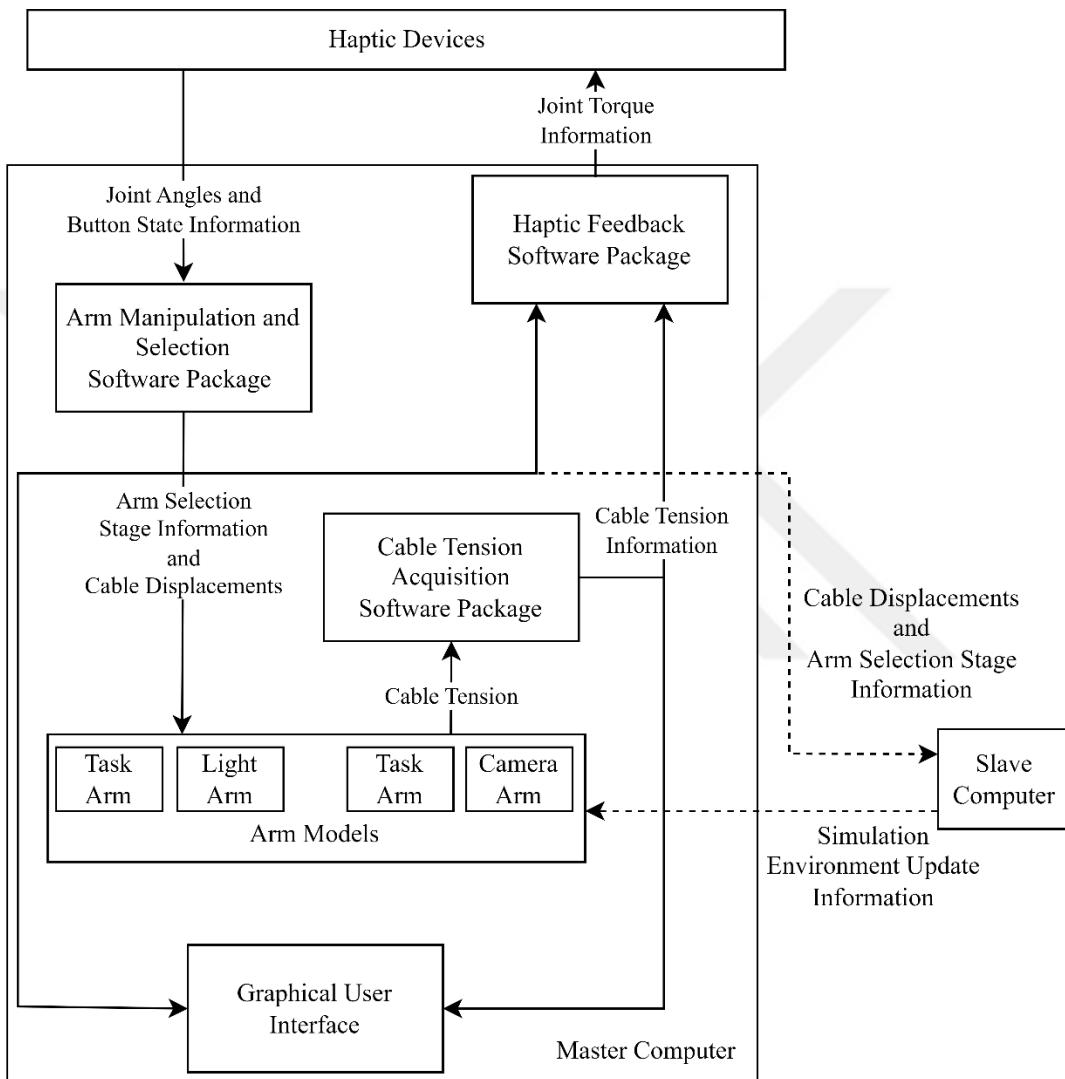 Haptic Devices
Joint Torque
Information
Joint Angles and
Button State Information
Haptic Feedback
Software Package
Arm Manipulation and
Selection
Software Package
Arm Selection
Stage Information
and
Cable Displacements
Cable Tension
Acquisition
Software Package
Cable Tension
Information
Cable Displacements
and
Arm Selection Stage
Information
Cable Tension
Task
Arm
Light
Arm
Task
Arm
Camera
Arm
Arm Models
Slave
Computer
Simulation
Environment Update
Information
Graphical User
Interface
Master Computer